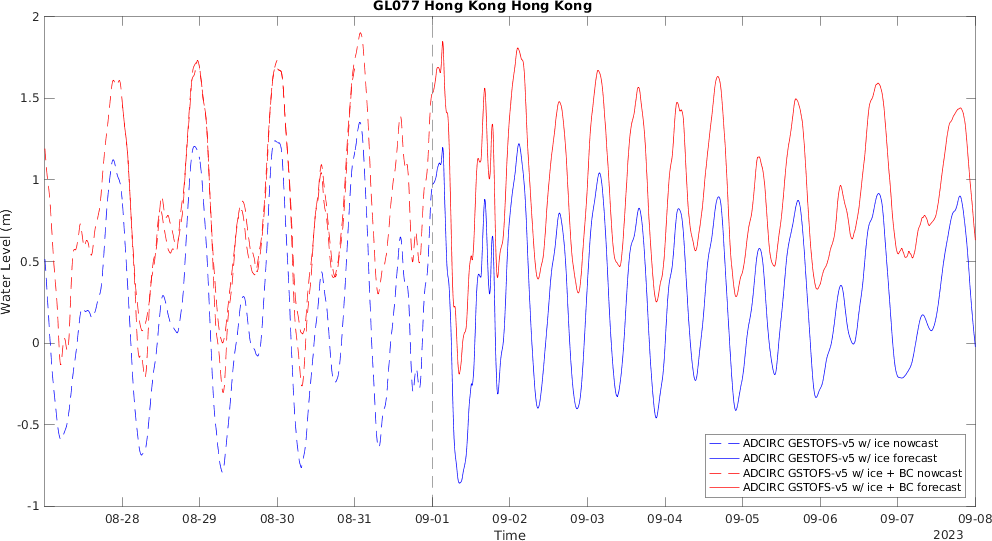 GL077 Hong Kong Hong Kong
2
1.5
1
0.5
0
-0.5
-1
Water Level (m)
08-28 08-29 08-30 08-31 09-01 09-02 09-03 09-04 09-05 09-06 09-07 09-08
Time
2023
ADCIRC GESTOFS-v5 w/ ice nowcast
ADCIRC GESTOFS-v5 w/ ice forecast
ADCIRC GSTOFS-v5 w/ ice + BC nowcast
ADCIRC GSTOFS-v5 w/ ice + BC forecast